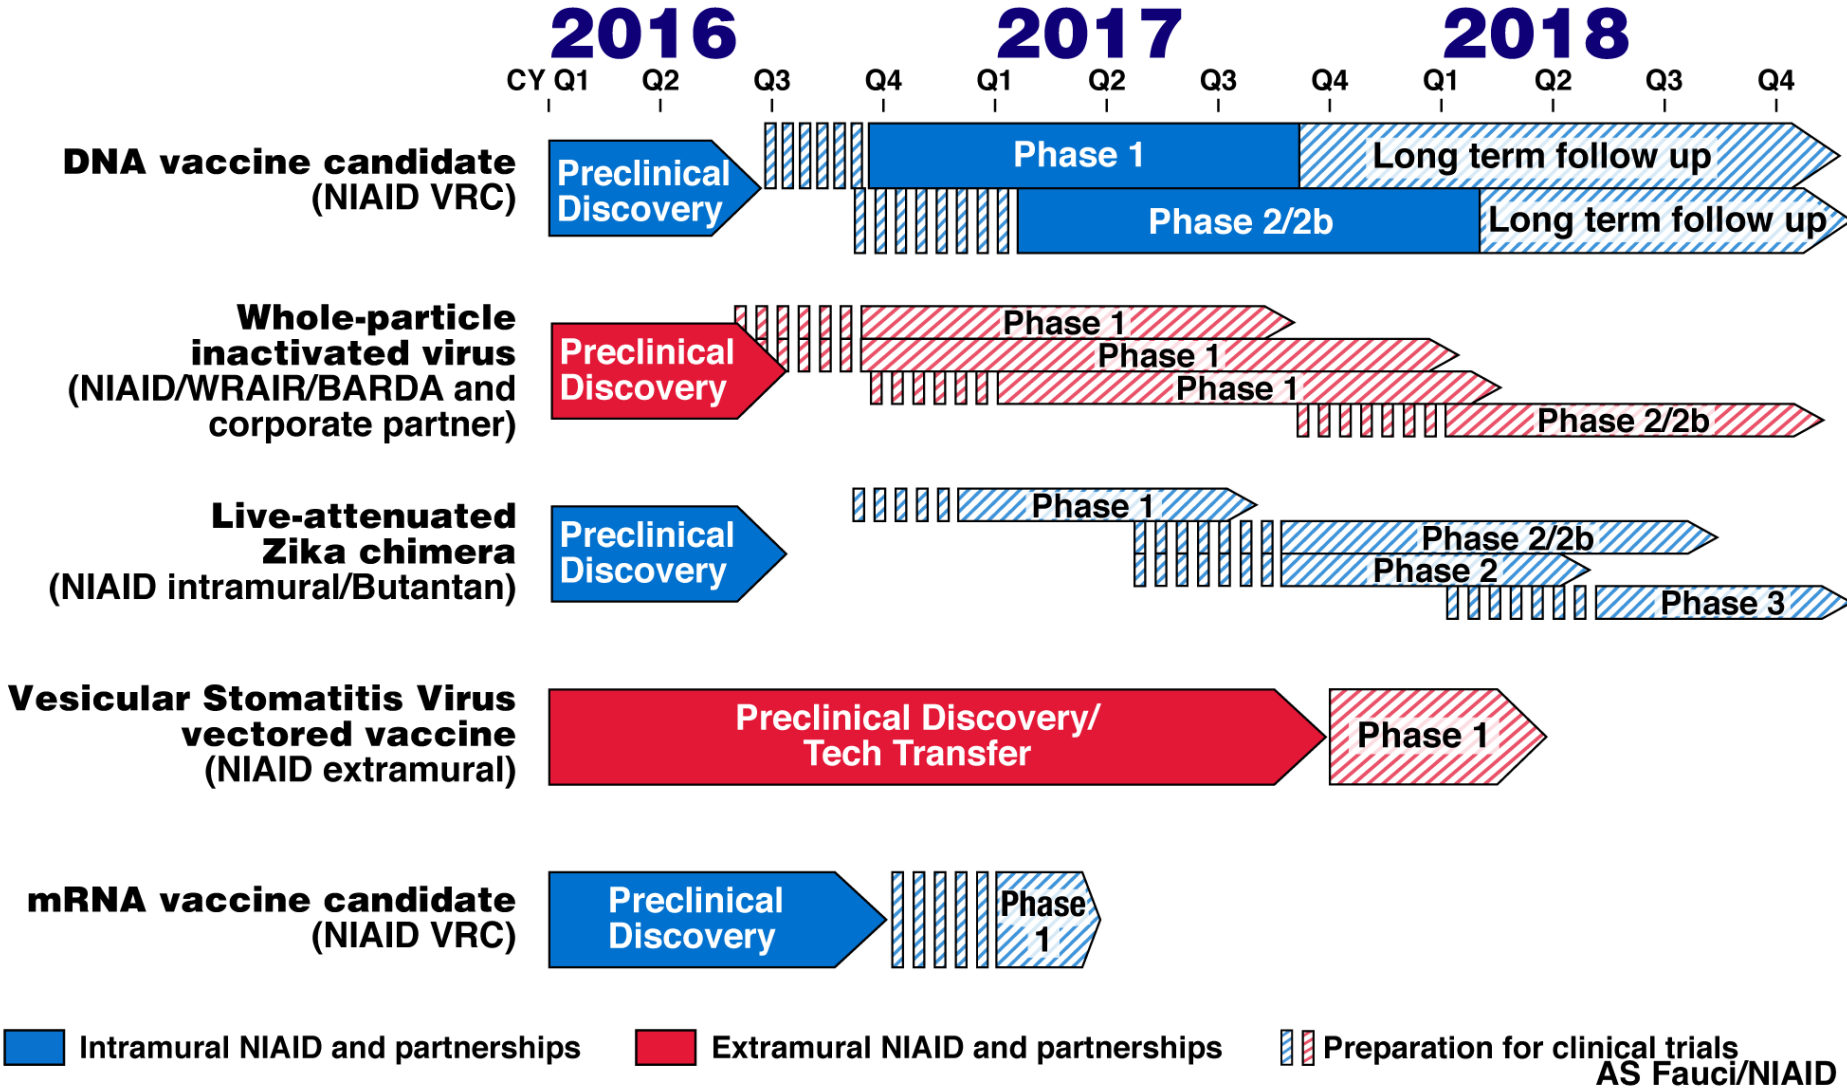 2016 2017 2018
CY Q1 Q2 Q3 Q4 Q1 Q2 Q3 Q4 Q1 Q2 Q3 Q4
DNA vaccine candidate
(NIAID VRC)
Preclinical
Discovery
Phase 1
Long term follow up
Phase 2/2b
Long term follow up
Whole-particle
inactivated virus
(NIAID/WRAIR/BARDA and
corporate partner)
Preclinical
Discovery
Phase 1
Phase 1
Phase 1
Phase 2/2b
Live-attenuated
Zika chimera
(NIAID intramural/Butantan)
Preclinical
Discovery
Phase 1
Phase 2/2b
Phase 2
Phase 3
Vesicular Stomatitis Virus
vectored vaccine
(NIAID extramural)
Preclinical Discovery/
Tech Transfer
Phase 1
mRNA vaccine candidate
(NIAID VRC)
Preclinical
Discovery
Phase
1
Intramural NIAID and partnerships
Extramural NIAID and partnerships
Preparation for clinical trials
AS Fauci/NIAID